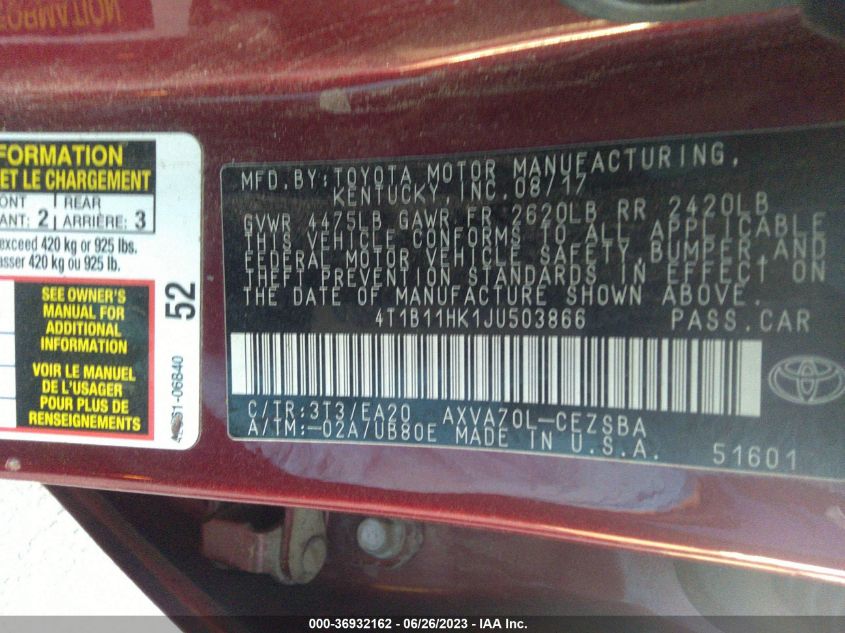 FORMATION
ET LE CHARGEMENT
ONT REAR
ANT: 2 ARRIÈRE: 3
exceed 420 kg or 925 lbs.
asser 420 kg ou 925 lb.
SEE OWNER'S
MANUAL FOR
ADDITIONAL
INFORMATION
VOIR LE MANUEL
DE L'USAGER
POUR PLUS DE
RENSEIGNEMENTS
52
06840
MFD.BY:TOYOTA MOTOR MANUFACTURING,
KENTUCKY, INC.08/17
GVWR 4475LB GAWR FR 2620LB RR 2420LB
THIS VEHICLE CONFORMS TO ALL APPLICABLE
FEDERAL MOTOR VEHICLE SAFETY,BUMPER,AND
THEFT PREVENTION STANDARDS IN EFFECT ON
THE DATE OF MANUFACTURE SHOWN ABOVE.
4T1B11HK1JU503866 PASS.CAR
C/TR:3T3/EA20 AXVA70L-CEZSBA
A/TM:-02A/UB80E MADE IN U.S.A.
51601
000-36932162 / 06/26/2023 - IAA Inc.